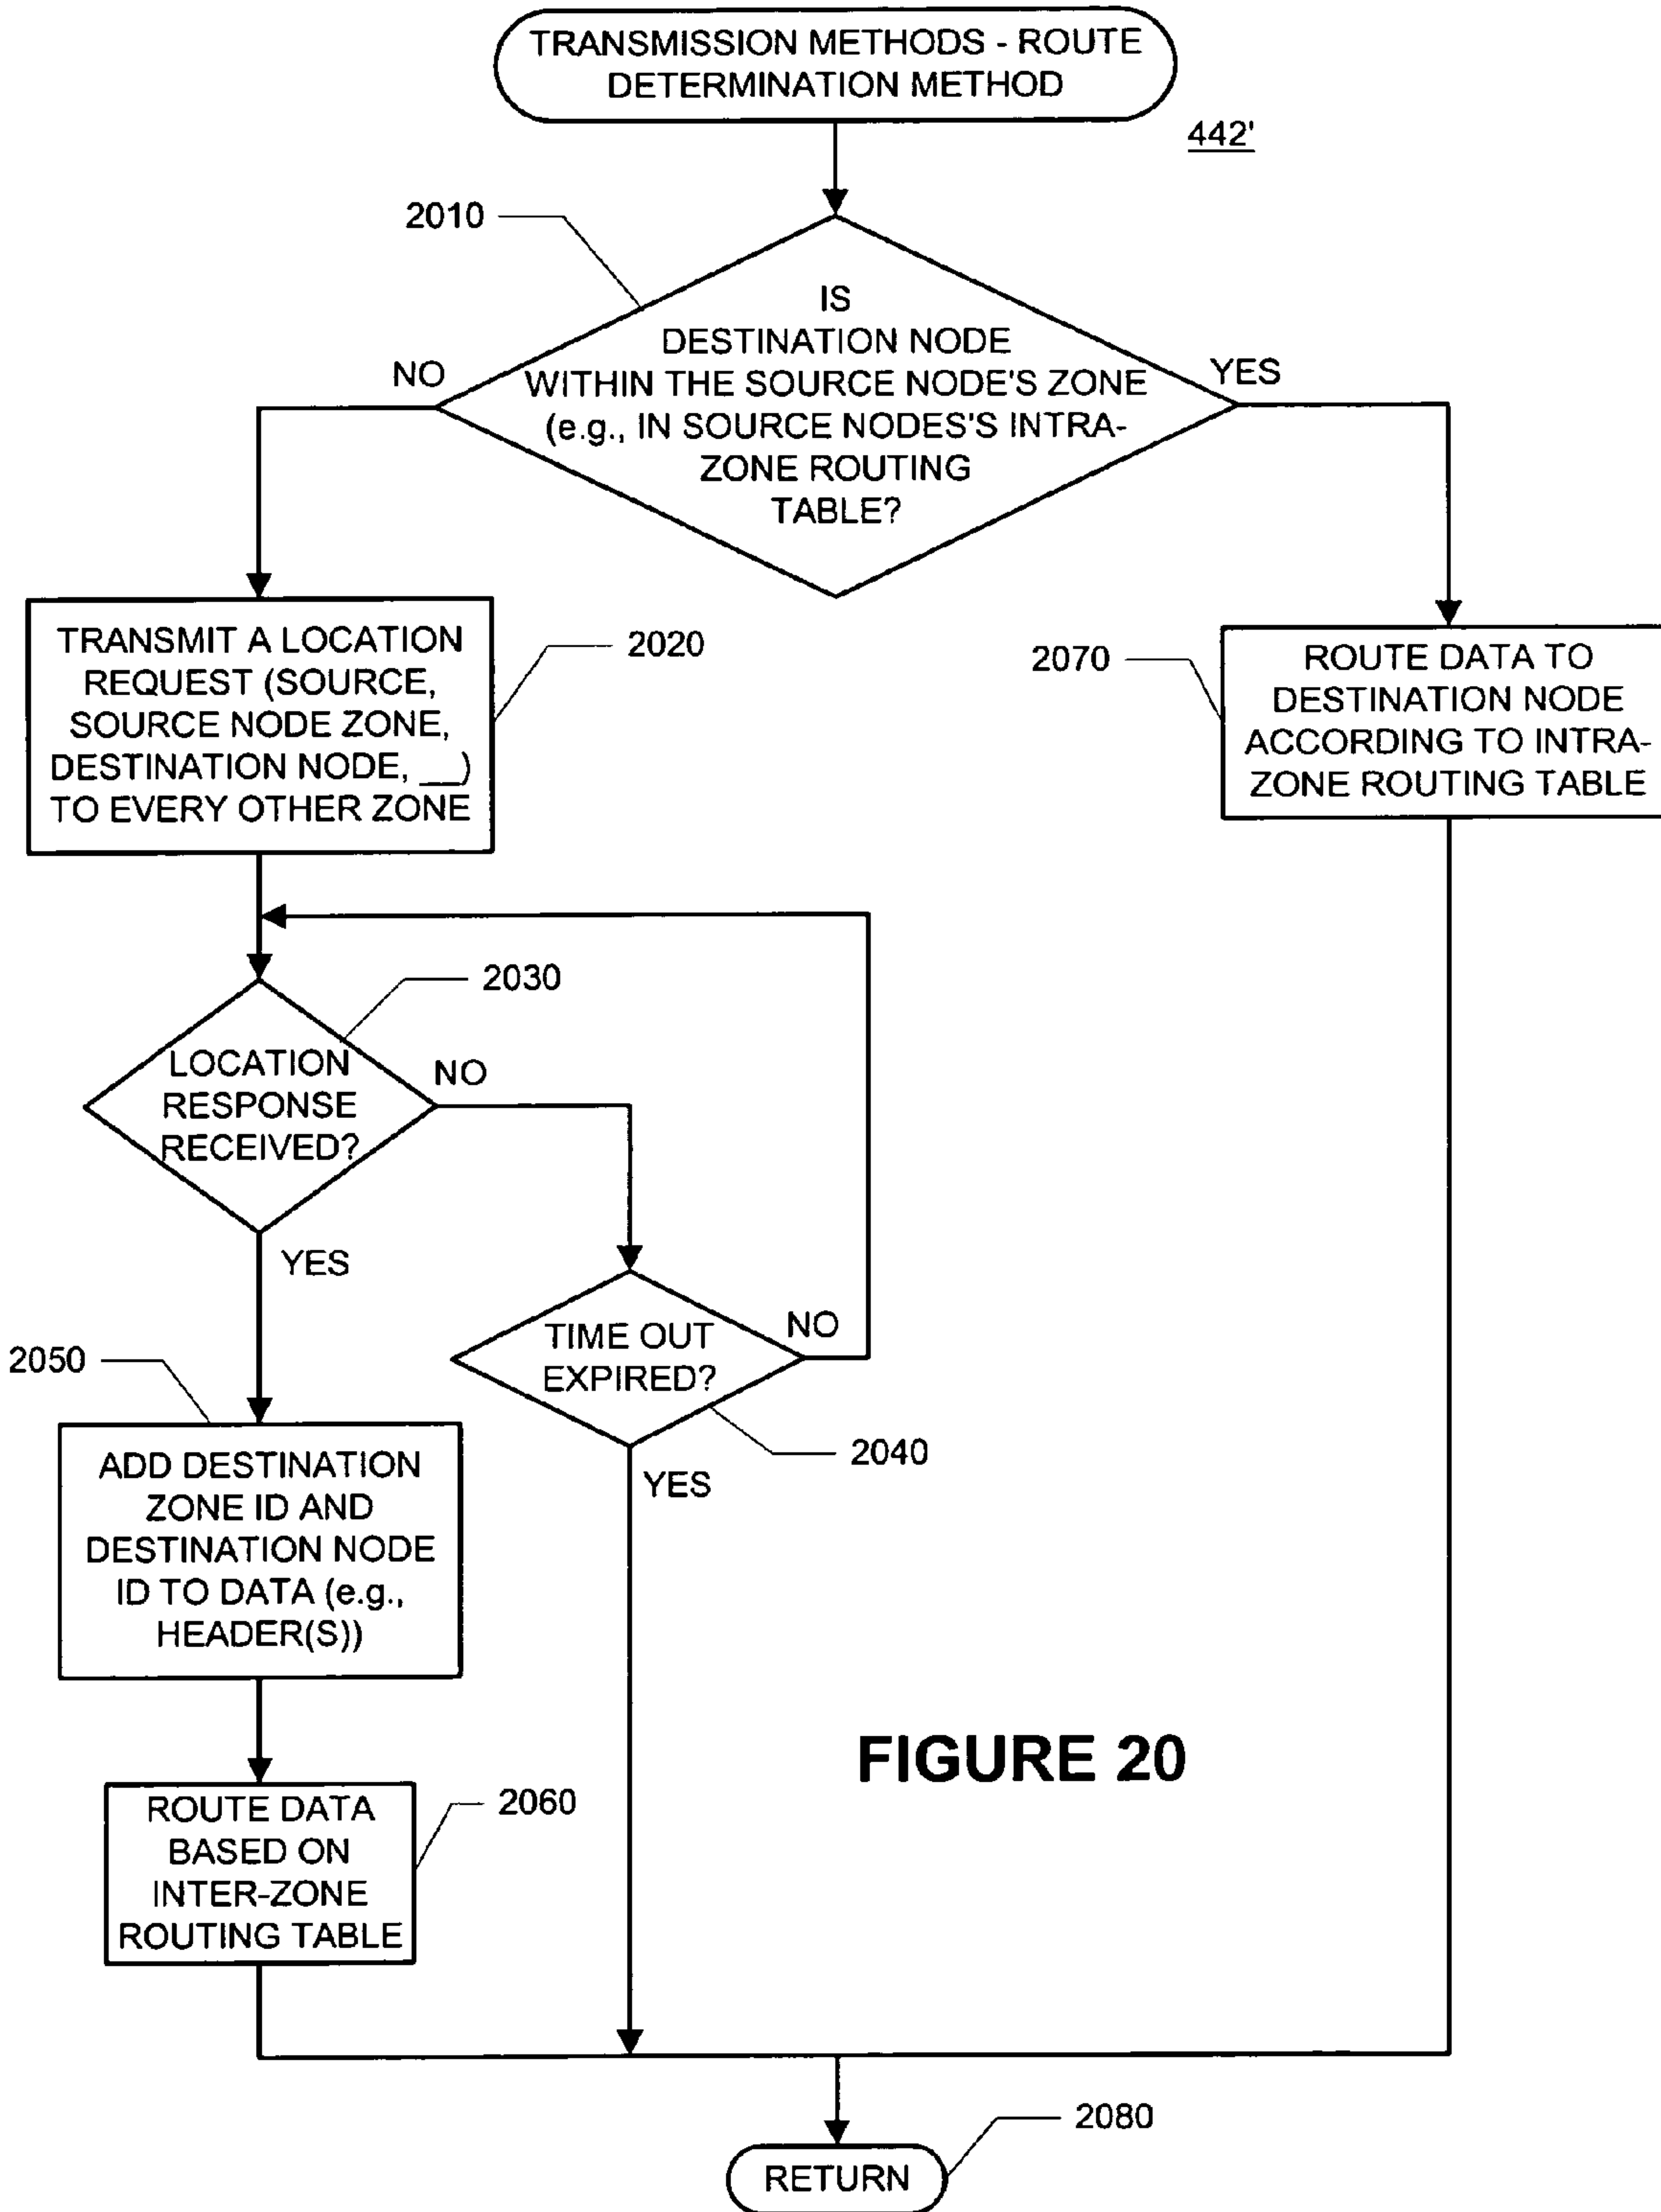 TRANSMISSION METHODS - ROUTE
DETERMINATION METHOD
442'
2010
IS
DESTINATION NODE
WITHIN THE SOURCE NODE'S ZONE
(e.g., IN SOURCE NODES'S INTRA-
ZONE ROUTING
TABLE?
NO
YES
TRANSMIT A LOCATION
REQUEST (SOURCE,
SOURCE NODE ZONE,
DESTINATION NODE, __)
TO EVERY OTHER ZONE
2020
2070
ROUTE DATA TO
DESTINATION NODE
ACCORDING TO INTRA-
ZONE ROUTING TABLE
2030
LOCATION
RESPONSE
RECEIVED?
NO
YES
TIME OUT
EXPIRED?
NO
2040
YES
2050
ADD DESTINATION
ZONE ID AND
DESTINATION NODE
ID TO DATA (e.g.,
HEADER(S))
FIGURE 20
ROUTE DATA
BASED ON
INTER-ZONE
ROUTING TABLE
2060
2080
RETURN